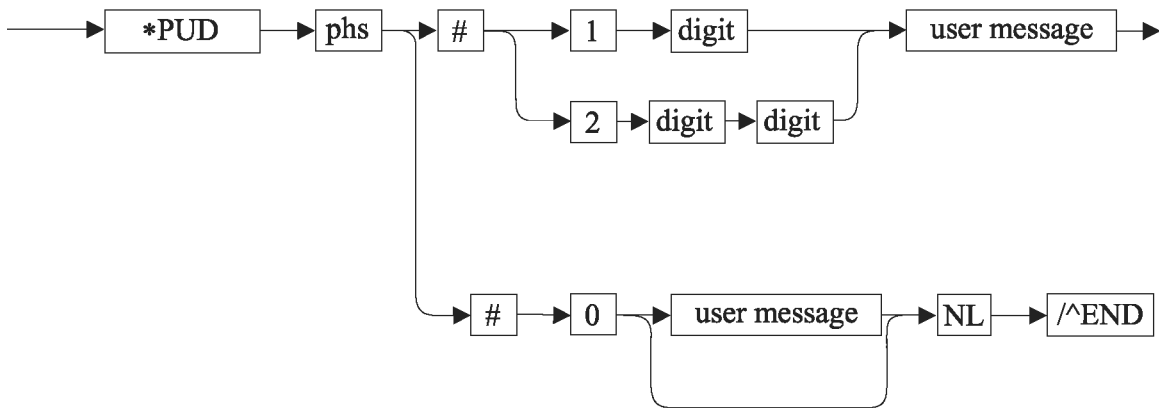 *PUD phs # 1 digit user message
2 digit digit
# 0 user message NL /^END